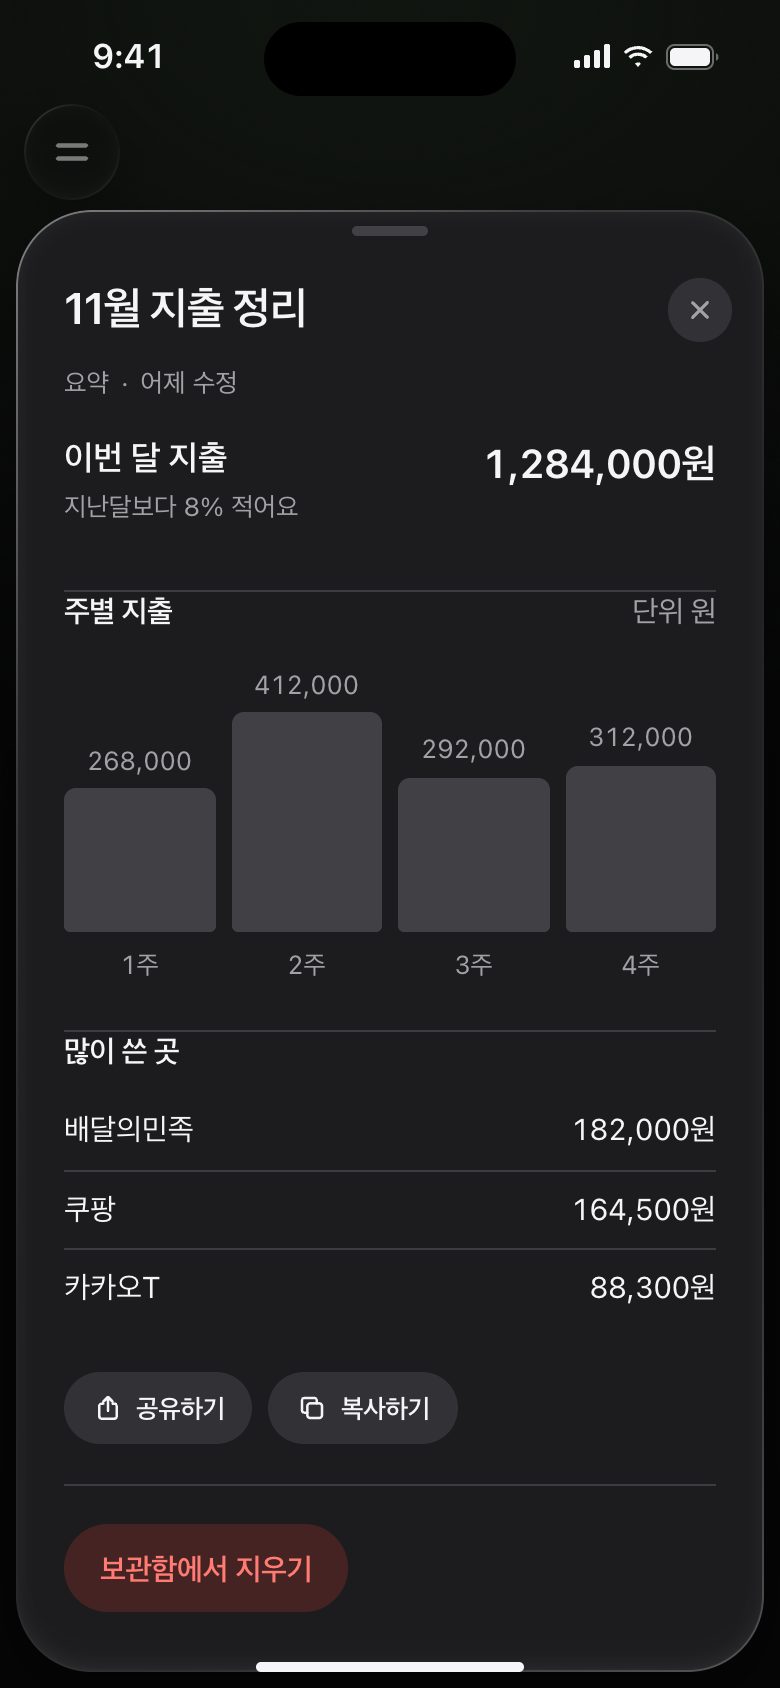 9:41
11월 지출 정리
요약 · 어제 수정
이번 달 지출
1,284,000원
지난달보다 8% 적어요
주별 지출
단위 원
268,000
412,000
292,000
312,000
1주
2주
3주
4주
많이 쓴 곳
배달의민족
182,000원
쿠팡
164,500원
카카오T
88,300원
공유하기
복사하기
보관함에서 지우기